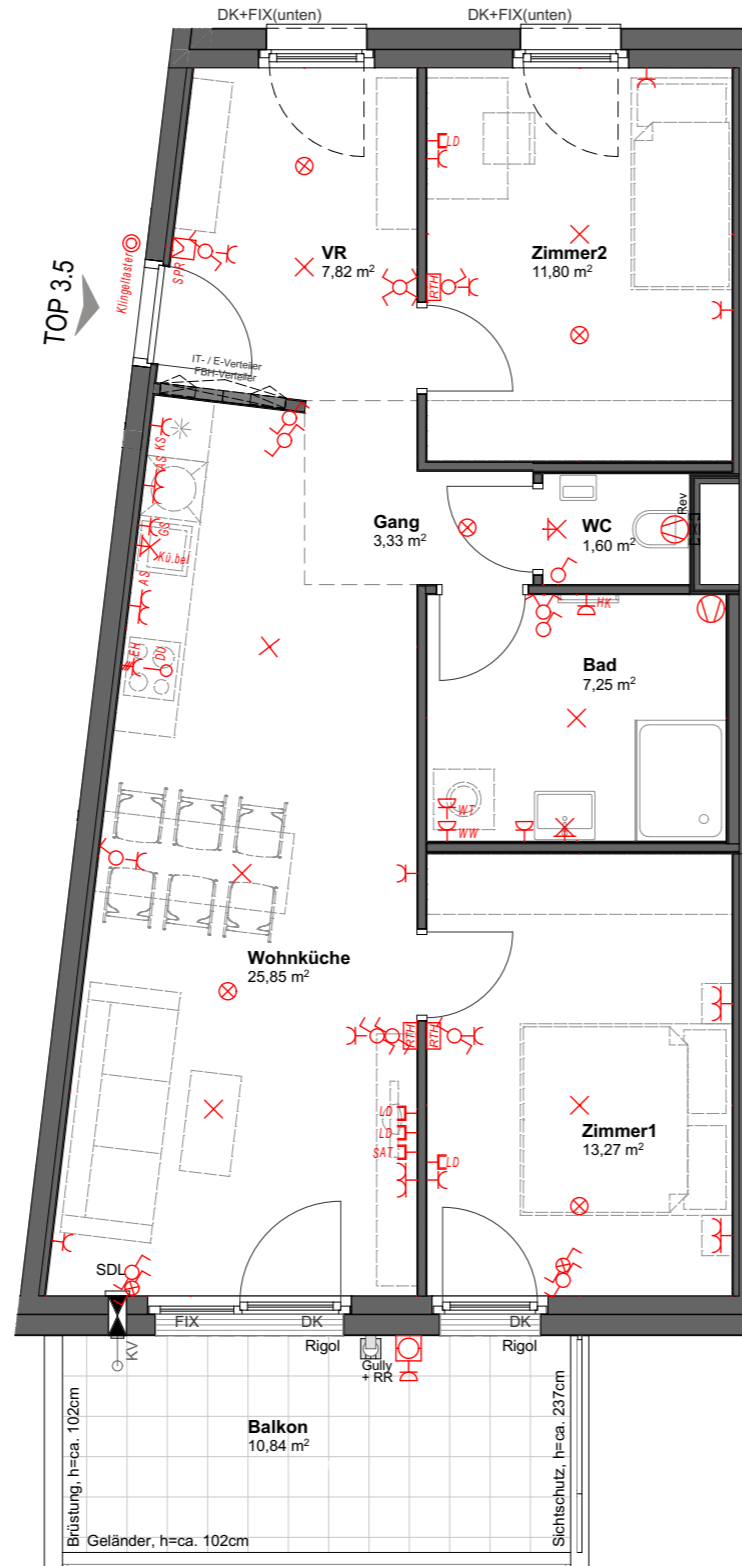 DK+FIX(unten)
DK+FIX(unten)
LD
Klingeltaster
SPR
VR
7,82 m²
Zimmer2
11,80 m²
RTH
TOP 3.5
IT- / E-Verteiler
FBH-Verteiler
KS
AS
GS
Kü.bel
AS
EH
DU
Gang
3,33 m²
WC
1,60 m²
Rev
HK
Bad
7,25 m²
WT
WW
Wohnküche
25,85 m²
RTH
RTH
LD
LD
SAT
LD
Zimmer1
13,27 m²
SDL
KV
FIX
DK
DK
Rigol
Gully
+ RR
Rigol
Balkon
10,84 m²
Brüstung, h=ca. 102cm
Geländer, h=ca. 102cm
Sichtschutz, h=ca. 237cm